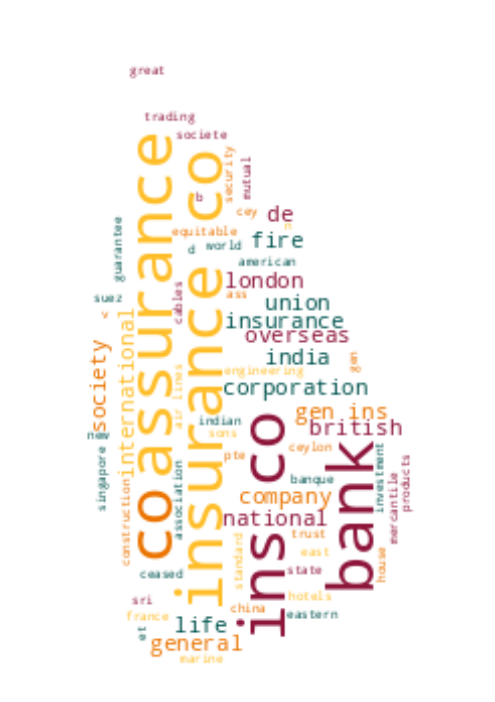 great
trading
societe
assurance
insurance co
security
mutual
b
cey
de
n
guarantee
equitable
fire
d
world
american
london
suez
v
cables
ass
union
insurance
overseas
international
society
air lines
india
gen
engineering
corporation
gen ins
british
new
indian
sons
ceylon
pte
singapore
construction
association
co
banque
investment
mercantile
products
company
ins co
bank
national
standard
trust
east
house
ceased
state
sri
hotels
china
eastern
france
et
life
general
marine